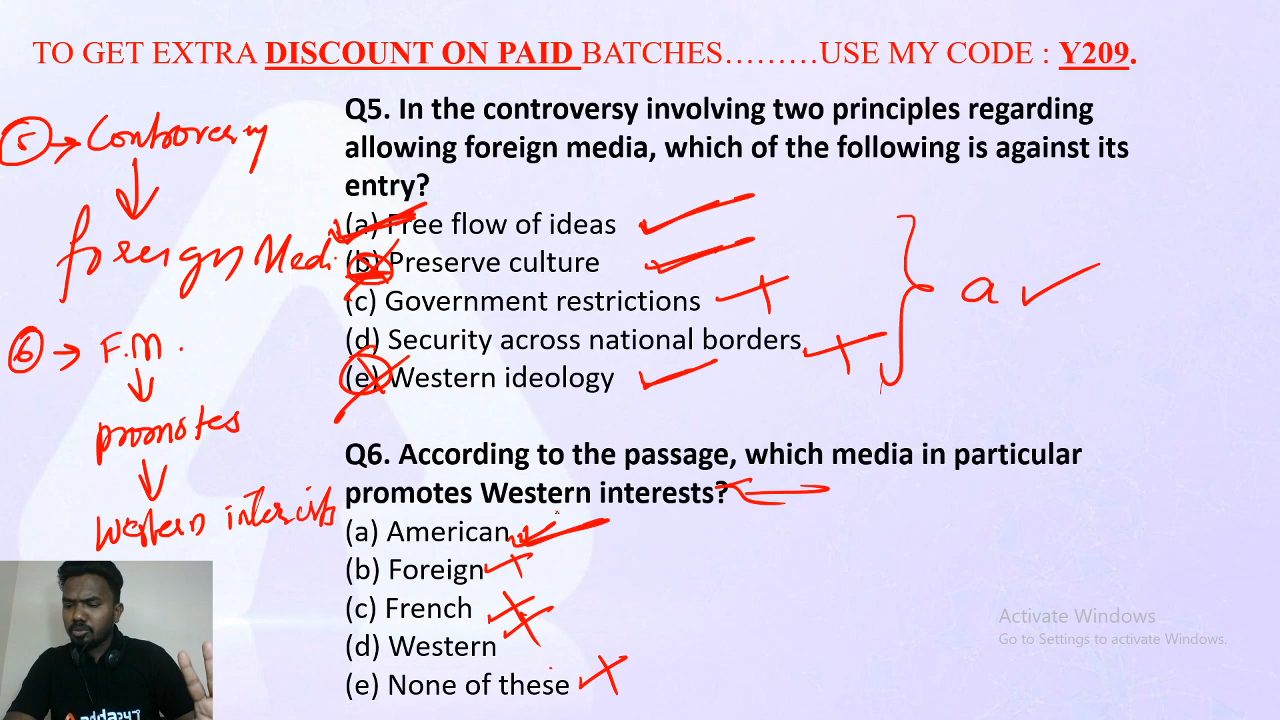 TO GET EXTRA DISCOUNT ON PAID BATCHES.........USE MY CODE : Y209.
5 → Controversy
↓
foreign Medi
6 → F.M.
↓
promotes
↓
Western interists
Q5. In the controversy involving two principles regarding
allowing foreign media, which of the following is against its
entry?
(a) Free flow of ideas
(b) Preserve culture
(c) Government restrictions
(d) Security across national borders
(e) Western ideology
a
Q6. According to the passage, which media in particular
promotes Western interests?
(a) American
(b) Foreign
(c) French
(d) Western
(e) None of these
Activate Windows
Go to Settings to activate Windows.
adda247